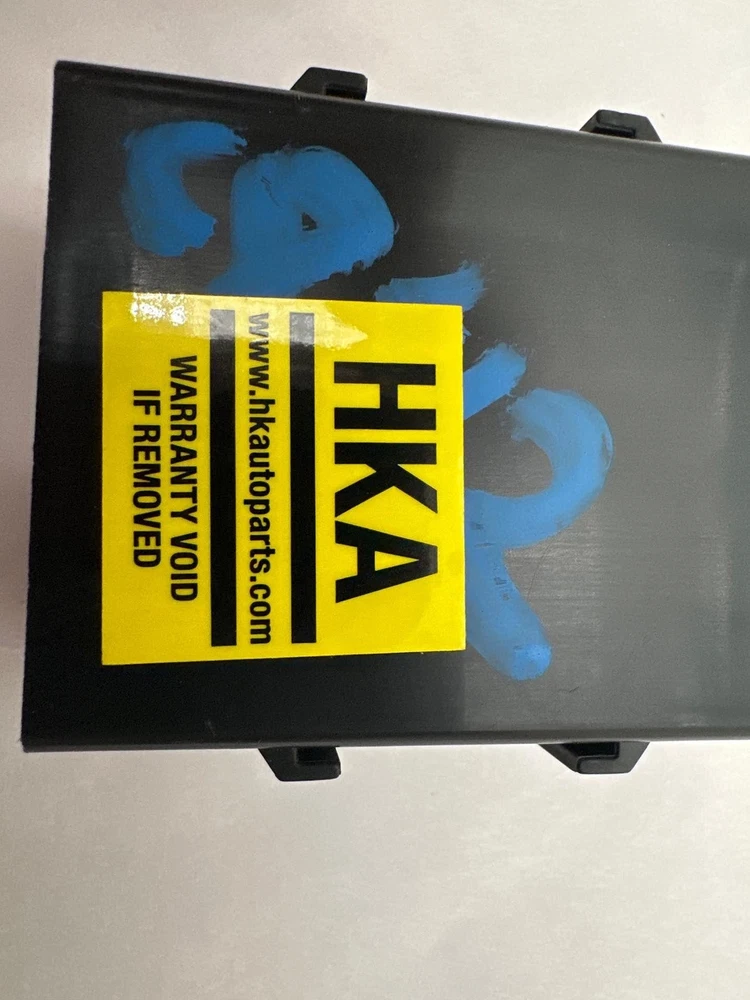 HKA
www.hkautoparts.com
WARRANTY VOID
IF REMOVED